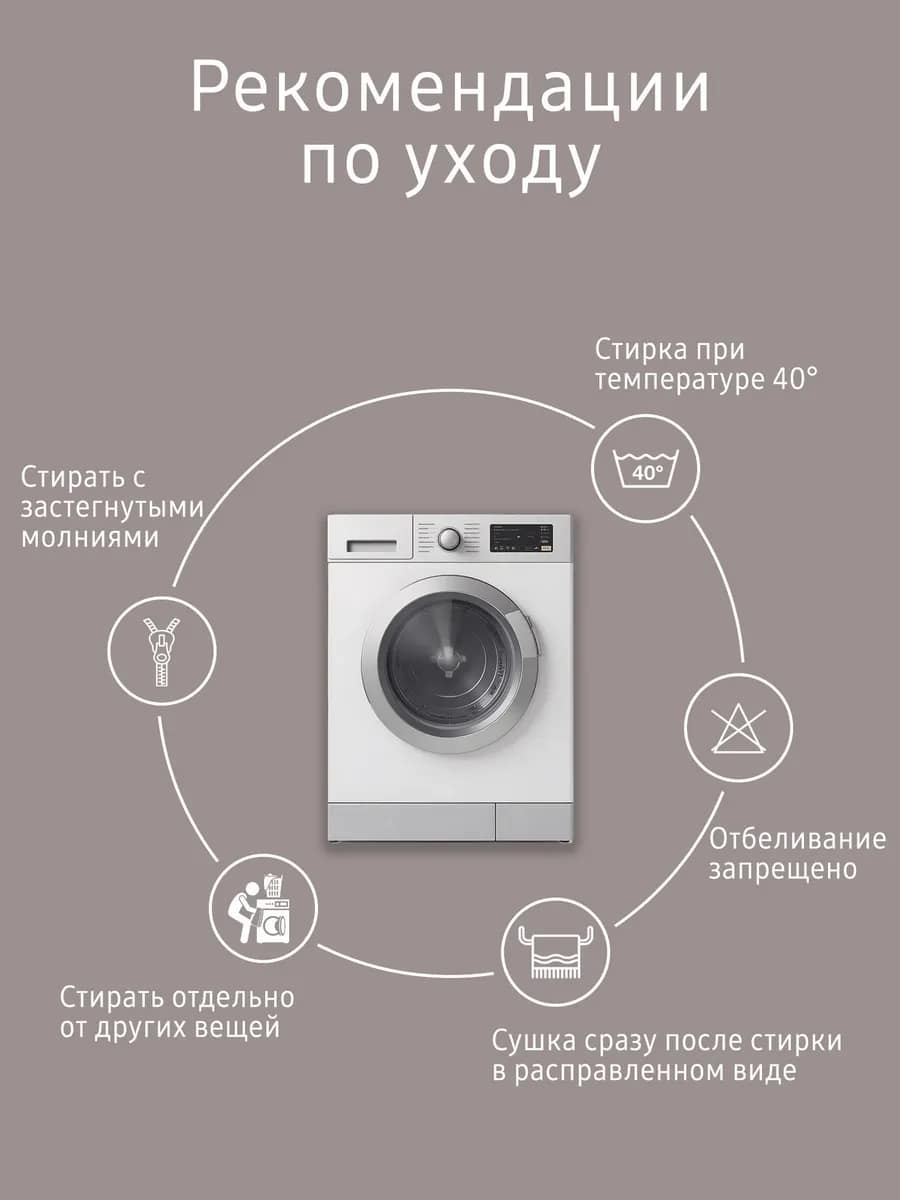 Рекомендации
по уходу
Стирка при
температуре 40°
40°
Стирать с
застегнутыми
молниями
Отбеливание
запрещено
Стирать отдельно
от других вещей
Сушка сразу после стирки
в расправленном виде